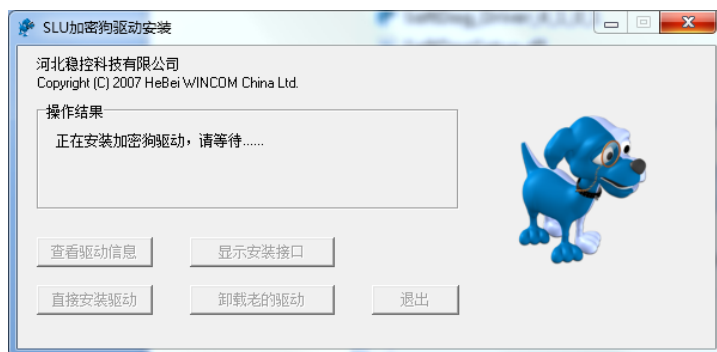 SLU加密狗驱动安装
河北稳控科技有限公司
Copyright (C) 2007 HeBei WINCOM China Ltd.
操作结果
正在安装加密狗驱动，请等待......
查看驱动信息
显示安装接口
直接安装驱动
卸载老的驱动
退出